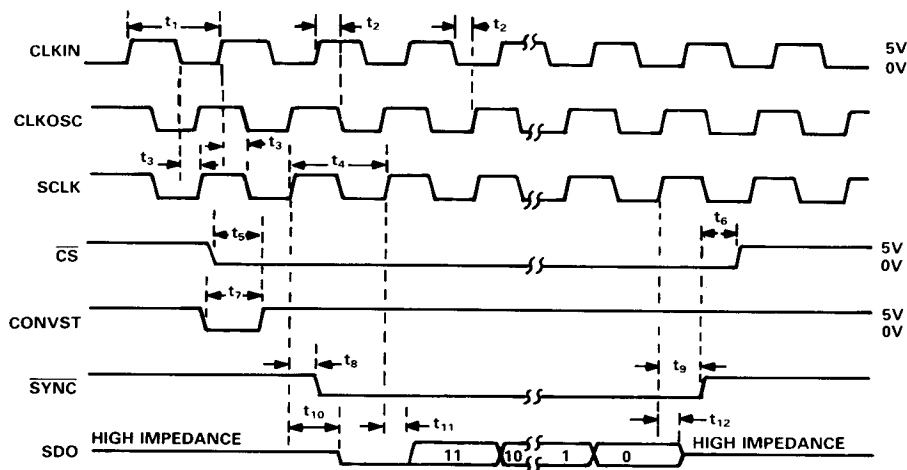 t₁ t₂ t₂
CLKIN 5V
0V
CLKOSC
t₃ t₃ t₄
SCLK
t₅ t₆
CS 5V
0V
t₇
CONVST 5V
0V
t₈ t₉
SYNC
t₁₀ t₁₁ t₁₂
HIGH IMPEDANCE HIGH IMPEDANCE
SDO 11 10 1 0